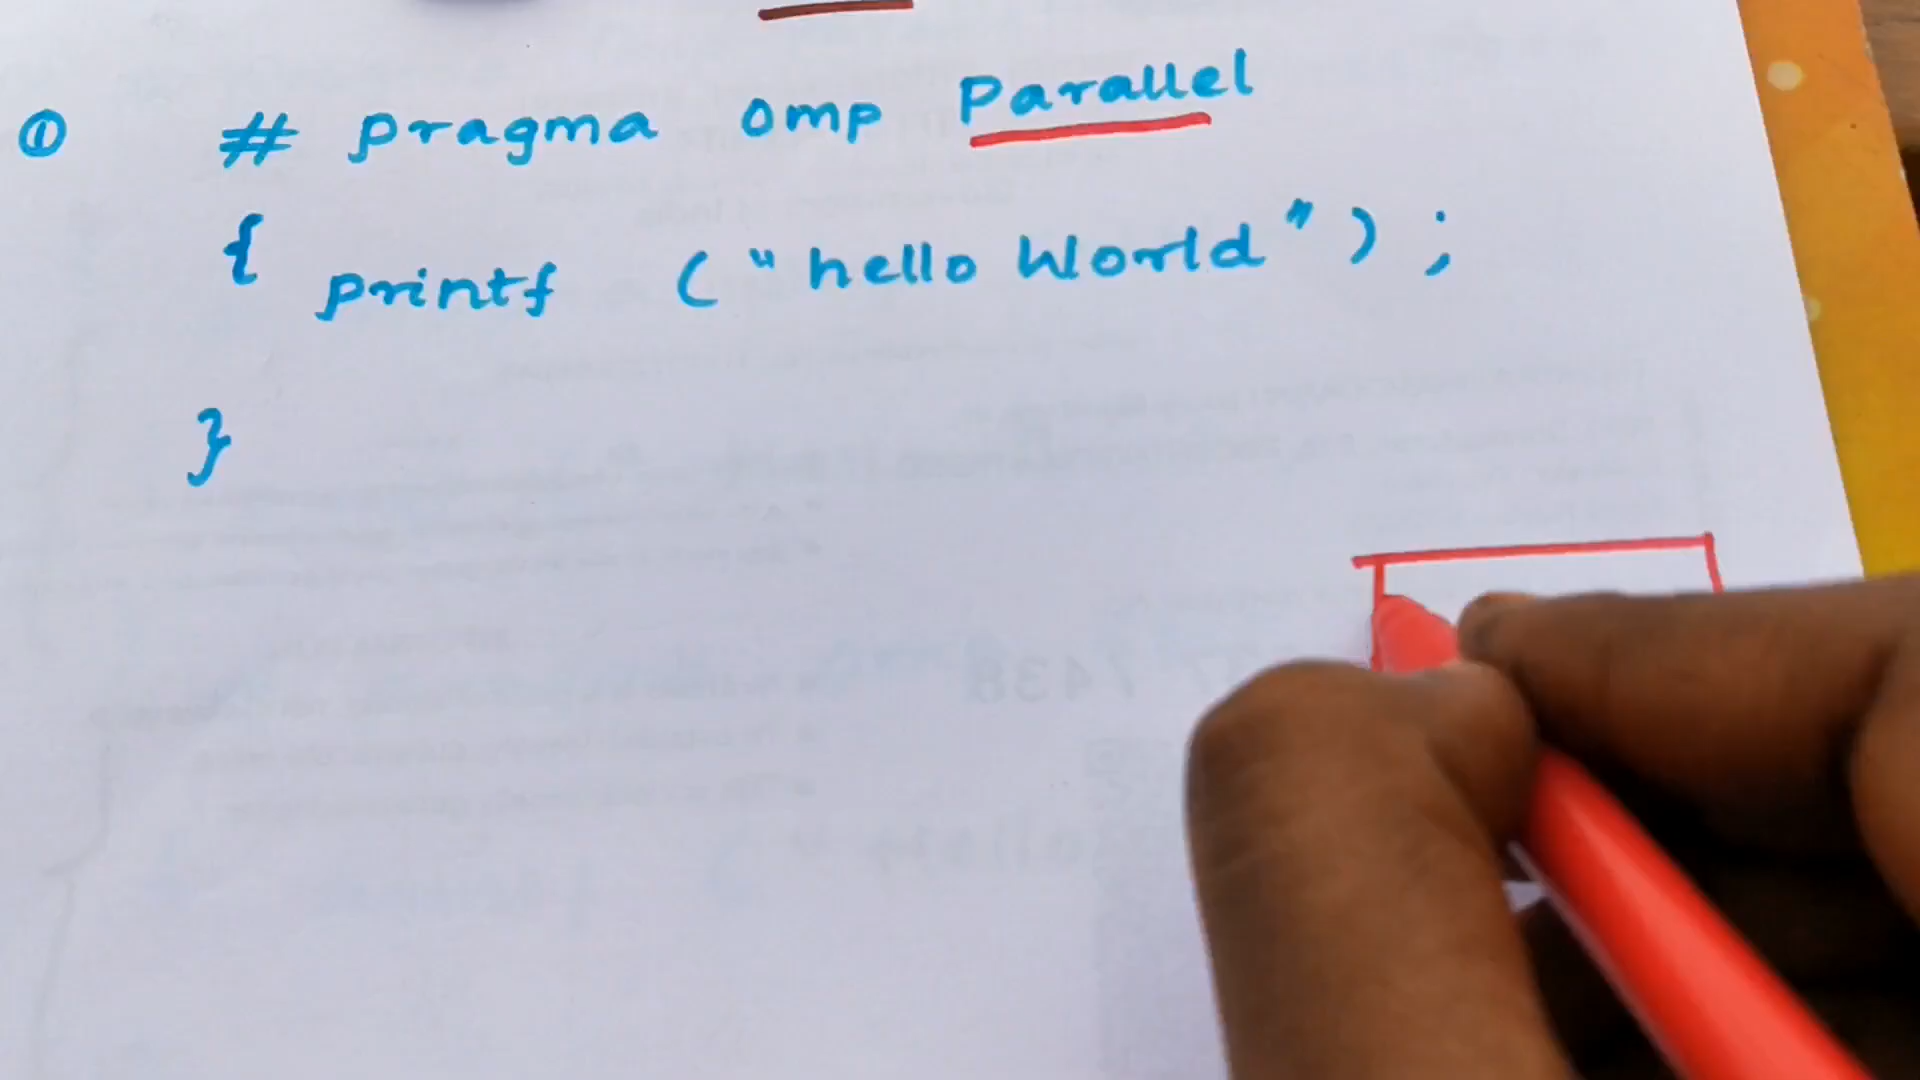 ① # pragma omp Parallel
{
printf ("hello World");
}